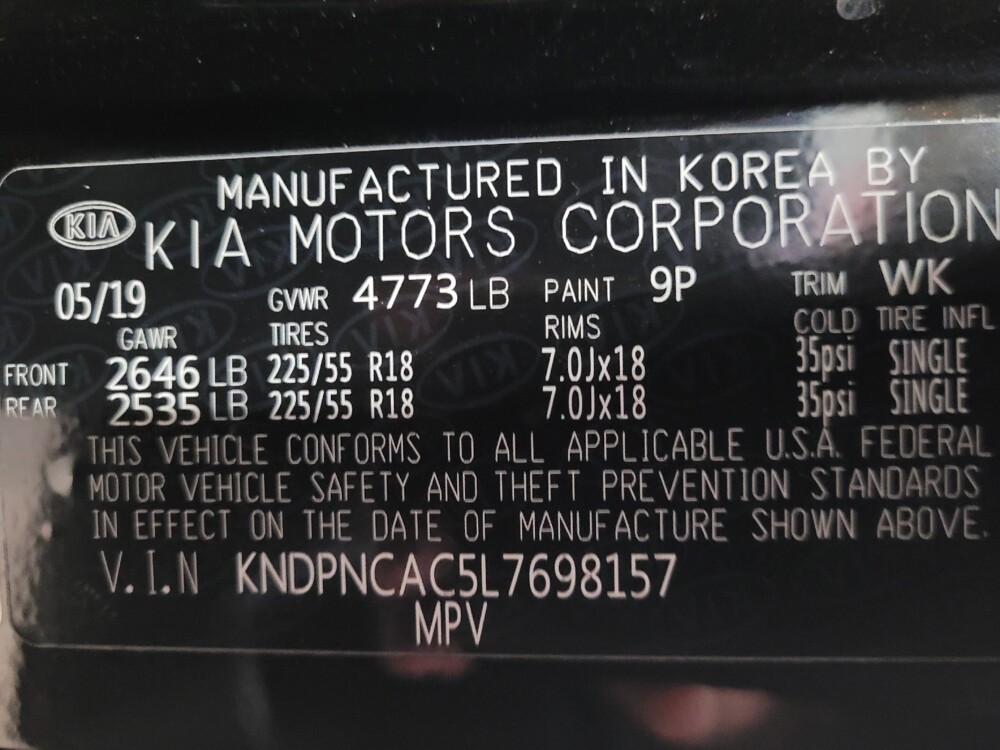 MANUFACTURED IN KOREA BY
KIA KIA MOTORS CORPORATION
05/19 GVWR 4773 LB PAINT 9P TRIM WK
GAWR TIRES RIMS COLD TIRE INFL
FRONT 2646 LB 225/55 R18 7.0Jx18 35psi SINGLE
REAR 2535 LB 225/55 R18 7.0Jx18 35psi SINGLE
THIS VEHICLE CONFORMS TO ALL APPLICABLE U.S.A. FEDERAL
MOTOR VEHICLE SAFETY AND THEFT PREVENTION STANDARDS
IN EFFECT ON THE DATE OF MANUFACTURE SHOWN ABOVE.
V.I.N KNDPNCAC5L7698157
MPV